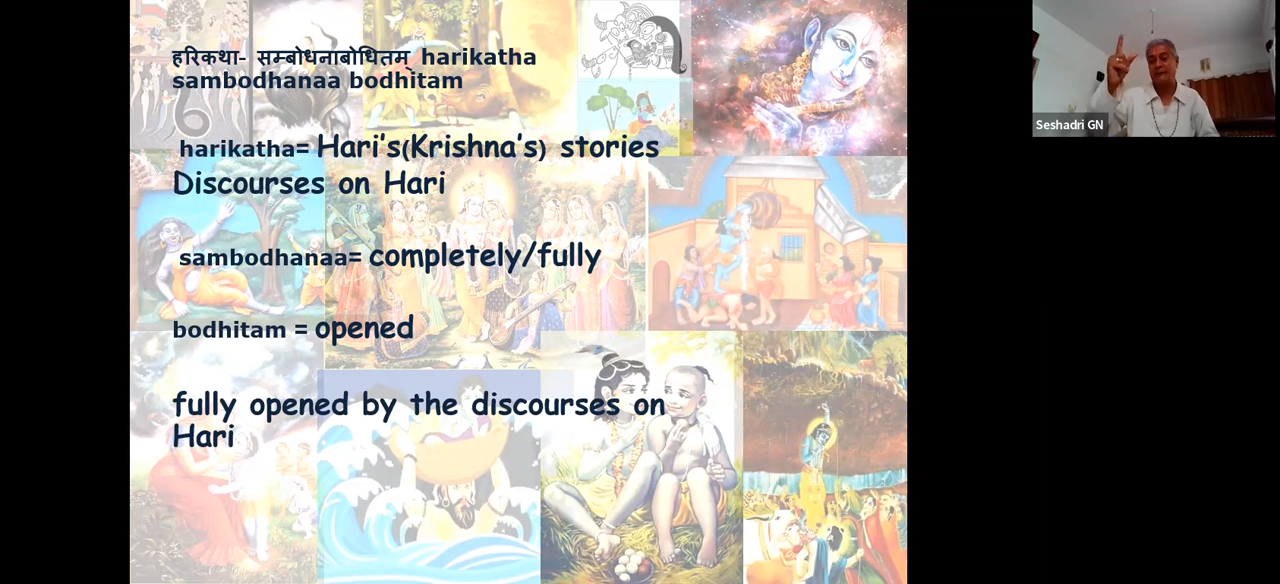 हरिकथा- सम्बोधनाबोधितम् harikatha
sambodhanaa bodhitam
harikatha= Hari's(Krishna's) stories
Discourses on Hari
sambodhanaa= completely/fully
bodhitam = opened
fully opened by the discourses on
Hari
Seshadri GN